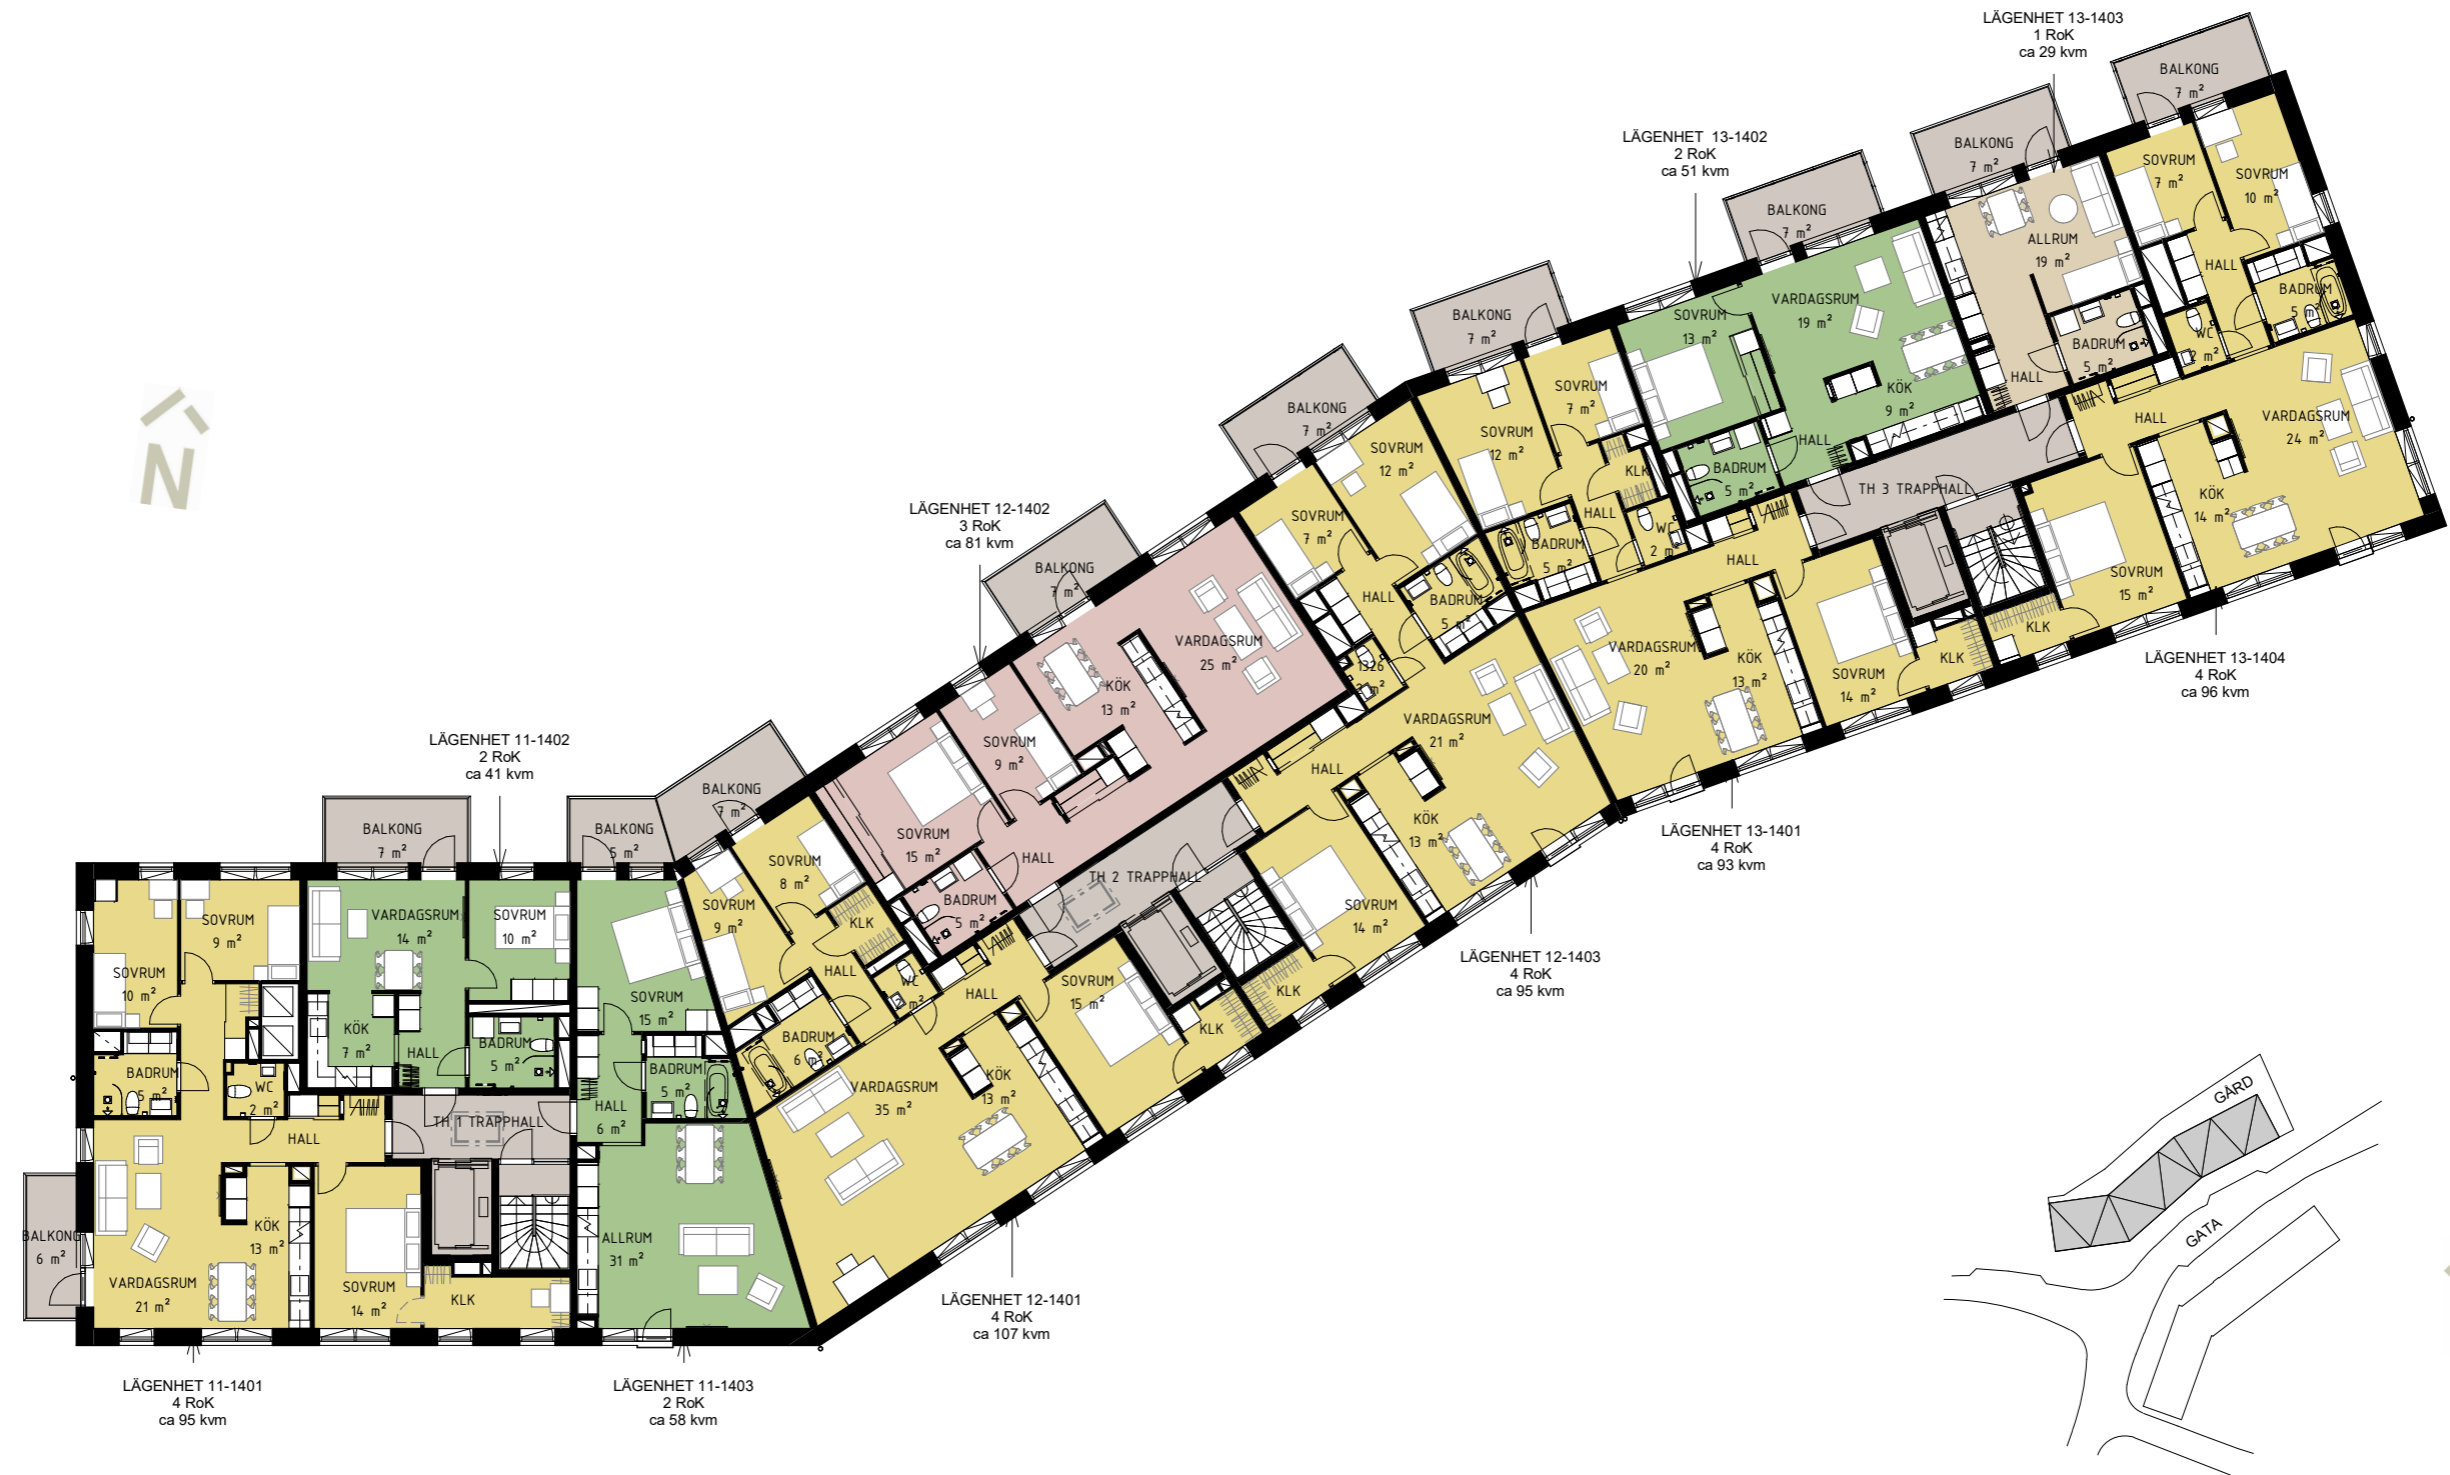 LÄGENHET 13-1403
1 RoK
ca 29 kvm
BALKONG
7 m²
LÄGENHET 13-1402
2 RoK
ca 51 kvm
BALKONG
7 m²
SOVRUM
7 m²
SOVRUM
10 m²
BALKONG
7 m²
ALLRUM
19 m²
HALL
BADRUM
5 m²
WC
2 m²
BADRUM
5 m²
HALL
BALKONG
7 m²
SOVRUM
13 m²
VARDAGSRUM
19 m²
KÖK
9 m²
HALL
BADRUM
5 m²
HALL
VARDAGSRUM
24 m²
KÖK
14 m²
SOVRUM
15 m²
KLK
TH 3 TRAPPHALL
LÄGENHET 13-1404
4 RoK
ca 96 kvm
SOVRUM
12 m²
SOVRUM
7 m²
KLK
HALL
WC
2 m²
BADRUM
5 m²
HALL
VARDAGSRUM
20 m²
KÖK
13 m²
SOVRUM
14 m²
KLK
LÄGENHET 13-1401
4 RoK
ca 93 kvm
BALKONG
7 m²
SOVRUM
12 m²
SOVRUM
7 m²
HALL
BADRUM
5 m²
1326
2 m²
VARDAGSRUM
21 m²
HALL
KÖK
13 m²
SOVRUM
14 m²
KLK
LÄGENHET 12-1403
4 RoK
ca 95 kvm
LÄGENHET 12-1402
3 RoK
ca 81 kvm
BALKONG
7 m²
VARDAGSRUM
25 m²
KÖK
13 m²
SOVRUM
9 m²
SOVRUM
15 m²
HALL
BADRUM
5 m²
TH 2 TRAPPHALL
BALKONG
7 m²
SOVRUM
8 m²
SOVRUM
9 m²
KLK
HALL
WC
2 m²
BADRUM
6 m²
HALL
SOVRUM
15 m²
KLK
VARDAGSRUM
35 m²
KÖK
13 m²
LÄGENHET 12-1401
4 RoK
ca 107 kvm
LÄGENHET 11-1402
2 RoK
ca 41 kvm
BALKONG
7 m²
BALKONG
5 m²
VARDAGSRUM
14 m²
SOVRUM
10 m²
KÖK
7 m²
HALL
BADRUM
5 m²
SOVRUM
15 m²
BADRUM
5 m²
HALL
6 m²
ALLRUM
31 m²
LÄGENHET 11-1403
2 RoK
ca 58 kvm
SOVRUM
9 m²
SOVRUM
10 m²
BADRUM
5 m²
WC
2 m²
HALL
TH 1 TRAPPHALL
BALKONG
6 m²
VARDAGSRUM
21 m²
KÖK
13 m²
SOVRUM
14 m²
KLK
LÄGENHET 11-1401
4 RoK
ca 95 kvm
N
GÅRD
GATA